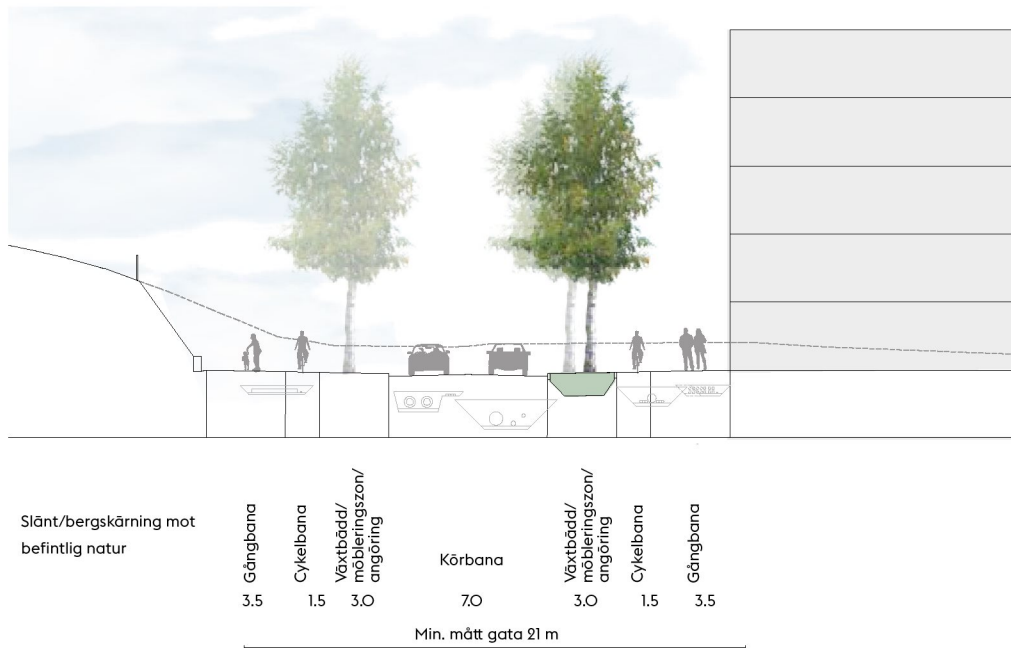 Slänt/bergskärning mot
befintlig natur
Gångbana
3.5
Cykelbana
1.5
Växtbädd/
möbleringszon/
angöring
3.0
Körbana
7.0
Växtbädd/
möbleringszon/
angöring
3.0
Cykelbana
1.5
Gångbana
3.5
Min. mått gata 21 m